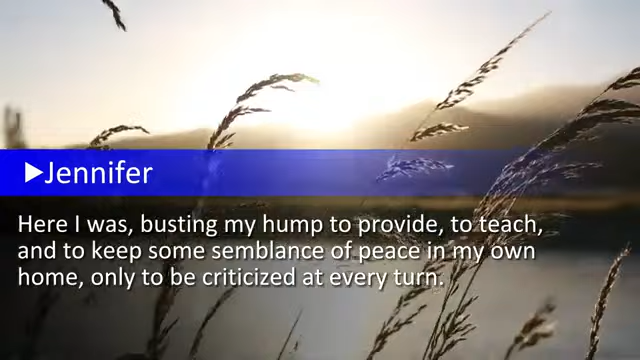 Jennifer
Here I was, busting my hump to provide, to teach,
and to keep some semblance of peace in my own
home, only to be criticized at every turn.